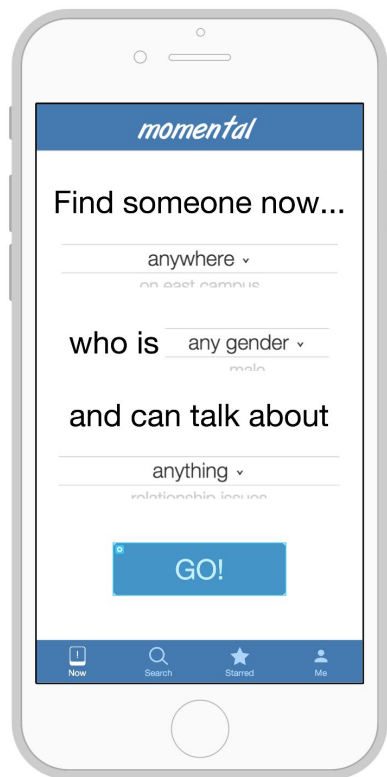 momental
Find someone now...
anywhere
on east campus
who is any gender
male
and can talk about
anything
relationship issues
GO!
Now Search Starred Me